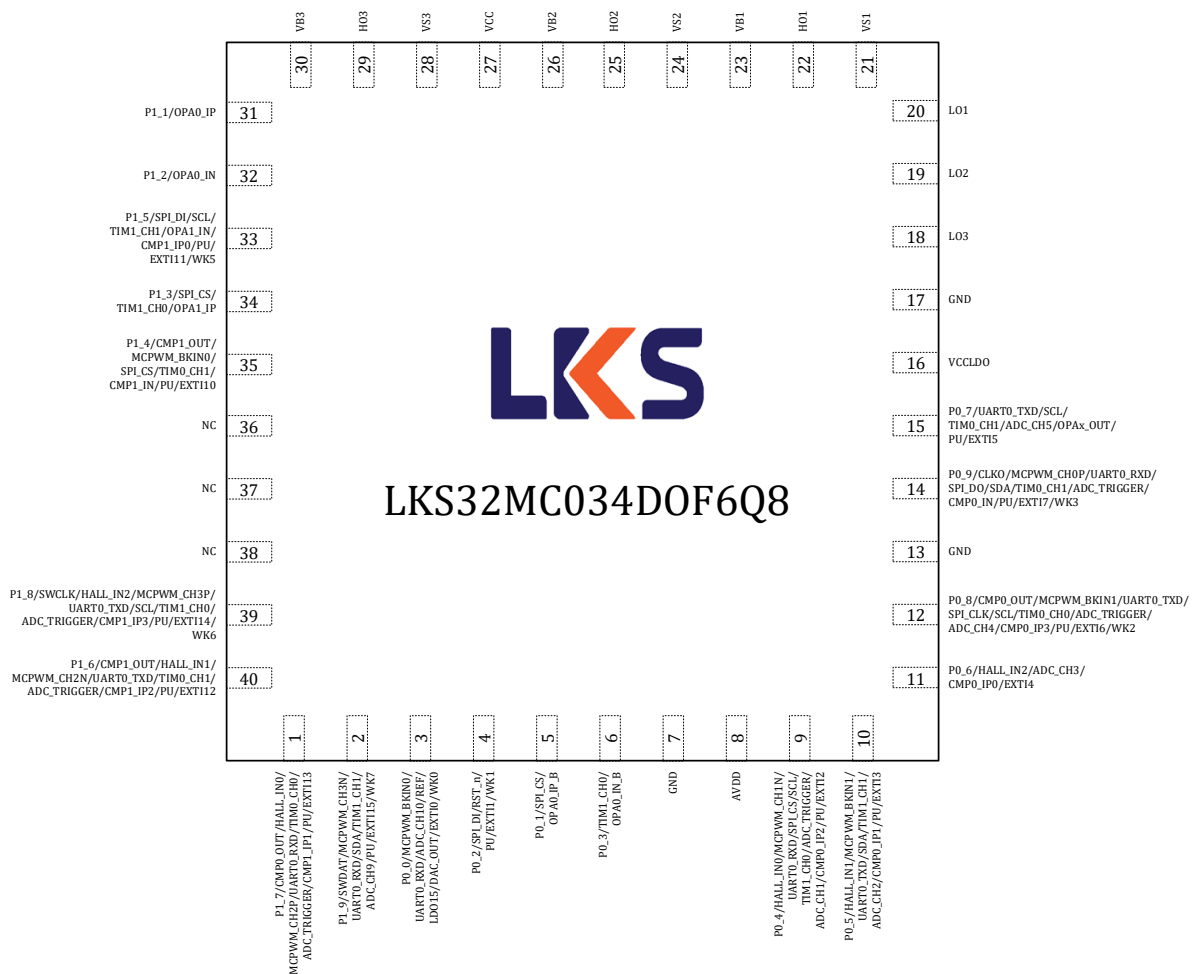 VB3
HO3
VS3
VCC
VB2
HO2
VS2
VB1
HO1
VS1
30
29
28
27
26
25
24
23
22
21
P1_1/OPA0_IP
31
P1_2/OPA0_IN
32
P1_5/SPI_DI/SCL/
TIM1_CH1/OPA1_IN/
CMP1_IP0/PU/
EXTI11/WK5
33
P1_3/SPI_CS/
TIM1_CH0/OPA1_IP
34
P1_4/CMP1_OUT/
MCPWM_BKIN0/
SPI_CS/TIM0_CH1/
CMP1_IN/PU/EXTI10
35
NC
36
NC
37
NC
38
P1_8/SWCLK/HALL_IN2/MCPWM_CH3P/
UART0_TXD/SCL/TIM1_CH0/
ADC_TRIGGER/CMP1_IP3/PU/EXTI14/
WK6
39
P1_6/CMP1_OUT/HALL_IN1/
MCPWM_CH2N/UART0_TXD/TIM0_CH1/
ADC_TRIGGER/CMP1_IP2/PU/EXTI12
40
LKS
LKS32MC034DOF6Q8
20
LO1
19
LO2
18
LO3
17
GND
16
VCCLDO
15
P0_7/UART0_TXD/SCL/
TIM0_CH1/ADC_CH5/OPAx_OUT/
PU/EXTI5
14
P0_9/CLKO/MCPWM_CH0P/UART0_RXD/
SPI_DO/SDA/TIM0_CH1/ADC_TRIGGER/
CMP0_IN/PU/EXTI7/WK3
13
GND
12
P0_8/CMP0_OUT/MCPWM_BKIN1/UART0_TXD/
SPI_CLK/SCL/TIM0_CH0/ADC_TRIGGER/
ADC_CH4/CMP0_IP3/PU/EXTI6/WK2
11
P0_6/HALL_IN2/ADC_CH3/
CMP0_IP0/EXTI4
1
2
3
4
5
6
7
8
9
10
P1_7/CMP0_OUT/HALL_IN0/
MCPWM_CH2P/UART0_RXD/TIM0_CH0/
ADC_TRIGGER/CMP1_IP1/PU/EXTI13
P1_9/SWDAT/MCPWM_CH3N/
UART0_RXD/SDA/TIM1_CH1/
ADC_CH9/PU/EXTI15/WK7
P0_0/MCPWM_BKIN0/
UART0_RXD/ADC_CH10/REF/
LDO15/DAC_OUT/EXTI0/WK0
P0_2/SPI_DI/RST_n/
PU/EXTI1/WK1
P0_1/SPI_CS/
OPA0_IP_B
P0_3/TIM1_CH0/
OPA0_IN_B
GND
AVDD
P0_4/HALL_IN0/MCPWM_CH1N/
UART0_RXD/SPI_CS/SCL/
TIM1_CH0/ADC_TRIGGER/
ADC_CH1/CMP0_IP2/PU/EXTI2
P0_5/HALL_IN1/MCPWM_BKIN1/
UART0_TXD/SDA/TIM1_CH1/
ADC_CH2/CMP0_IP1/PU/EXTI3